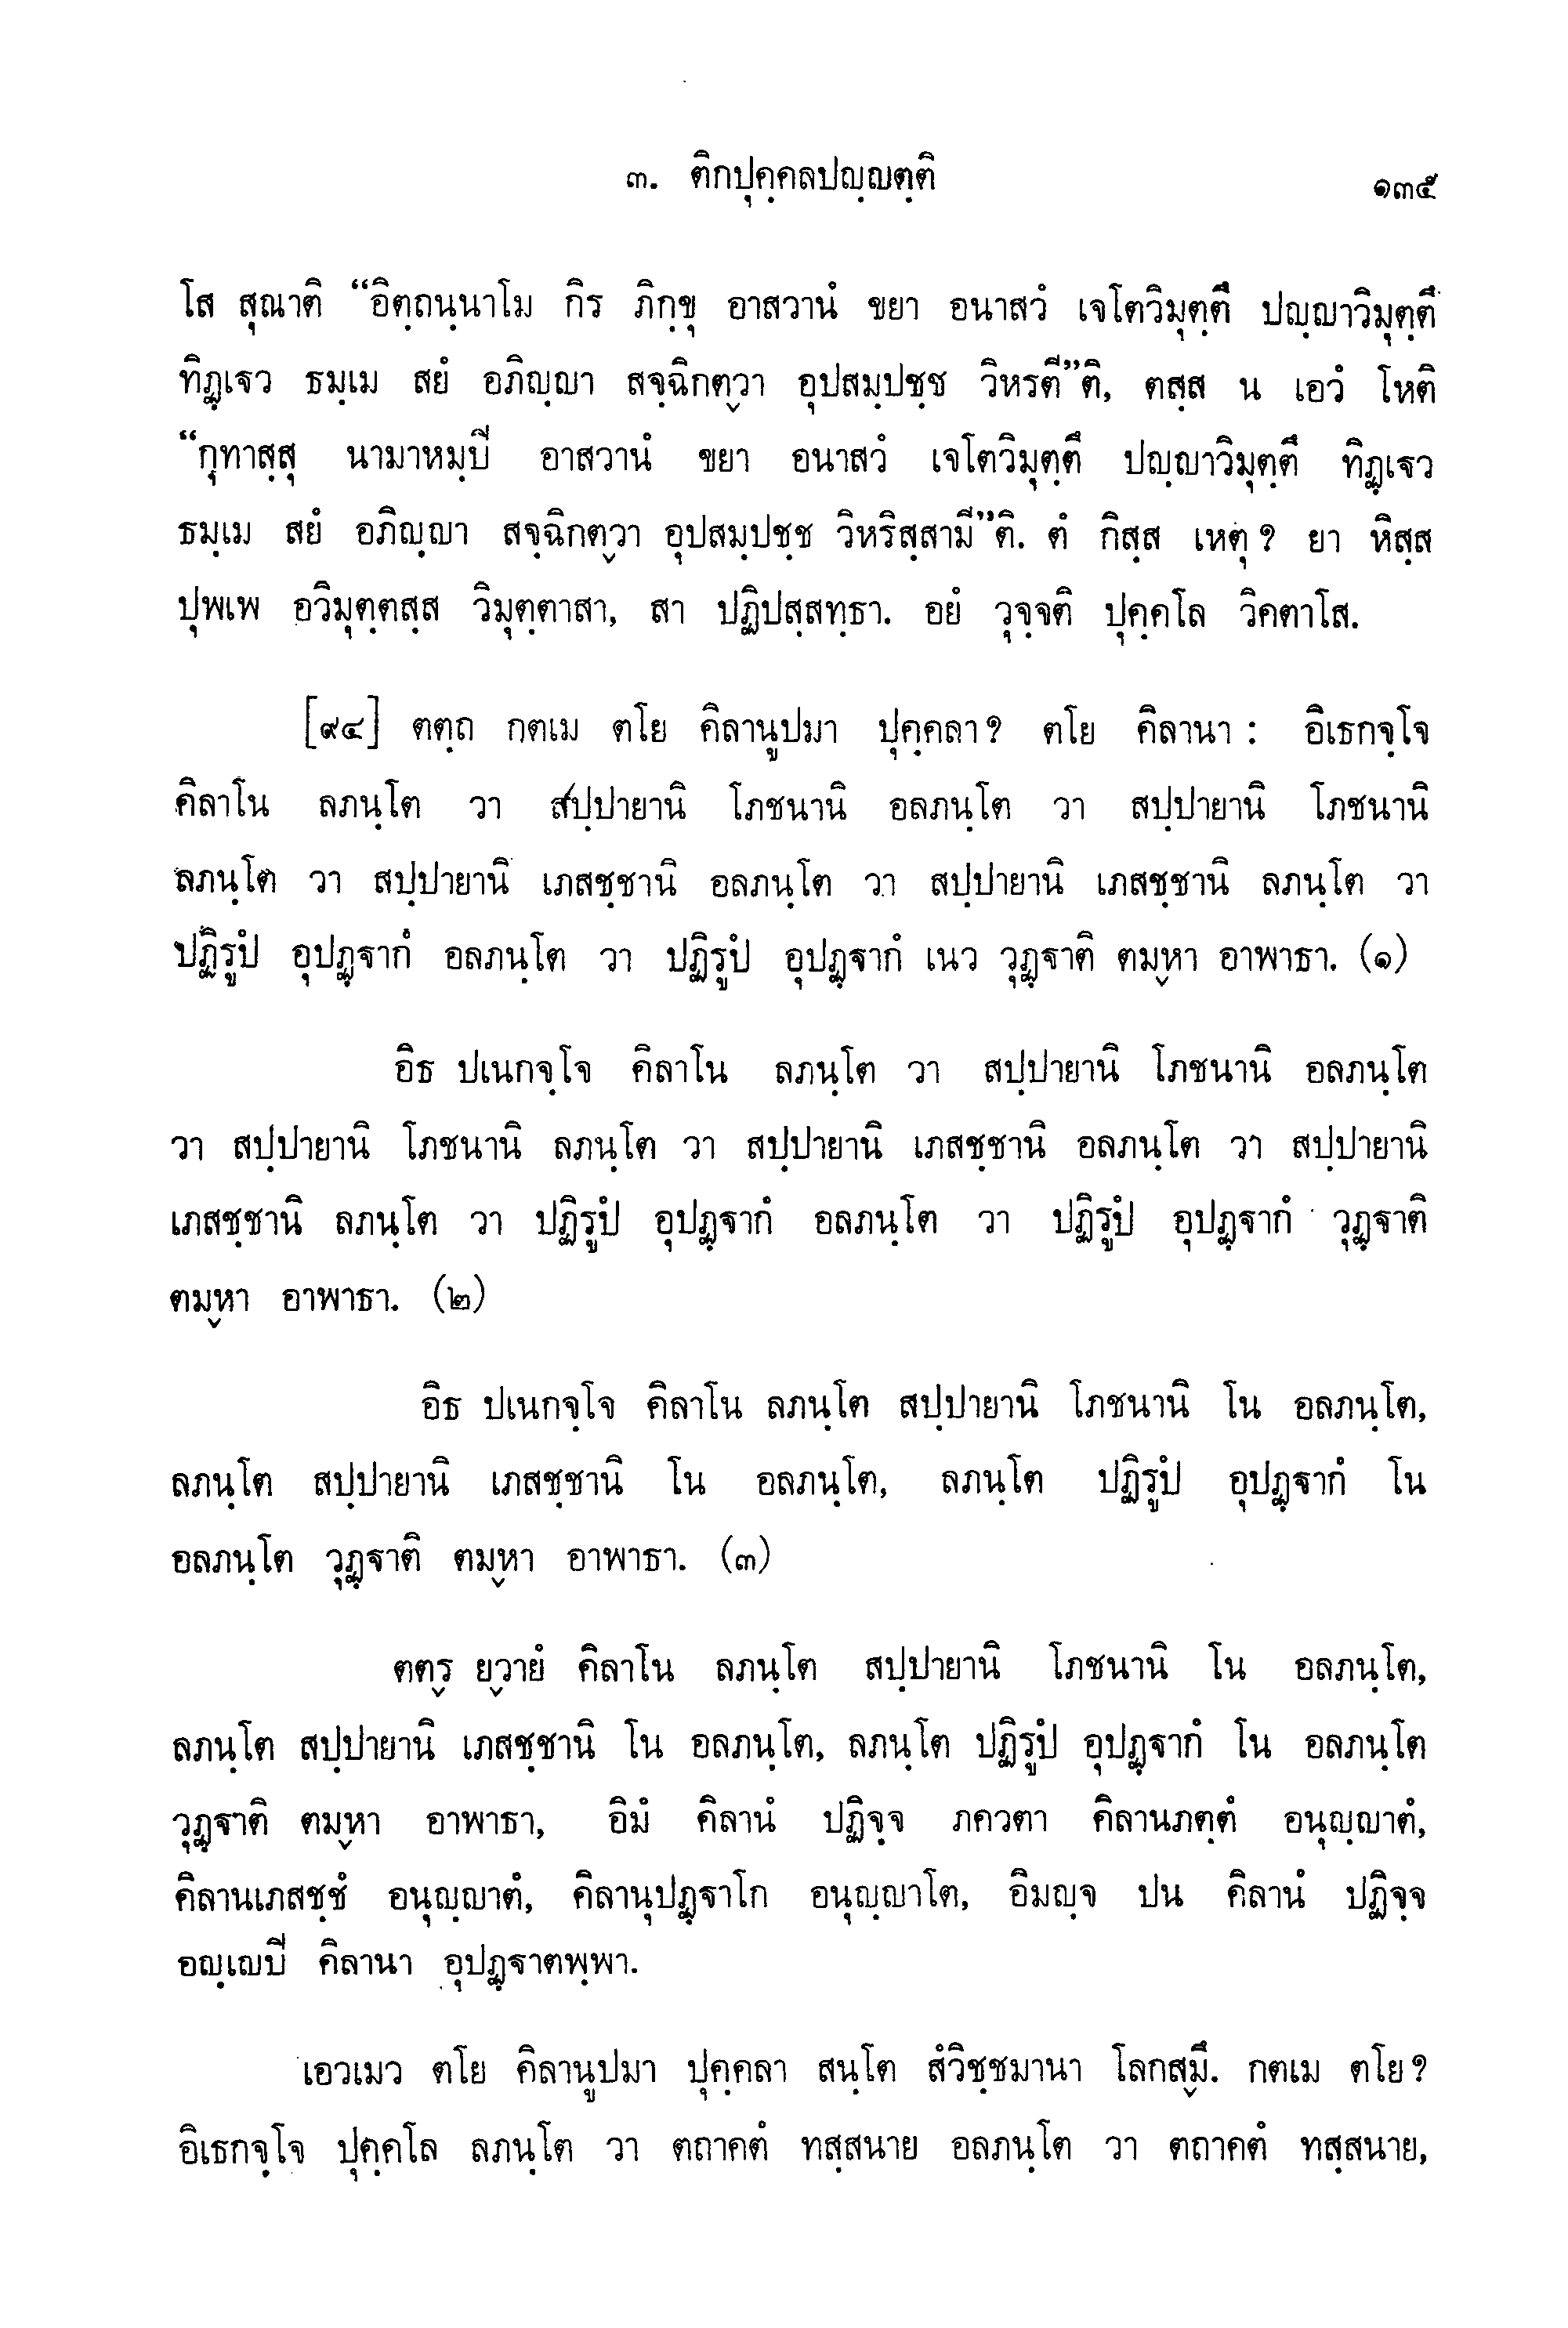 ๓. ติกปุคฺคลปญฺญตฺติ ๑๓๕
โส สุณาติ “อิตฺถนฺนาโม กิร ภิกฺขุ อาสวานํ ขยา อนาสวํ เจโตวิมุตฺตึ ปญฺญาวิมุตฺตึ
ทิฏฺเฐว ธมฺเม สยํ อภิญฺญา สจฺฉิกตฺวา อุปสมฺปชฺช วิหรตี”ติ, ตสฺส น เอวํ โหติ
“กุทาสฺสุ นามาหมฺปิ อาสวานํ ขยา อนาสวํ เจโตวิมุตฺตึ ปญฺญาวิมุตฺตึ ทิฏฺเฐว
ธมฺเม สยํ อภิญฺญา สจฺฉิกตฺวา อุปสมฺปชฺช วิหริสฺสามี”ติ. ตํ กิสฺส เหตุ? ยา หิสฺส
ปุพเพ อวิมุตฺตสฺส วิมุตฺตาสา, สา ปฏิปสฺสทฺธา. อยํ วุจฺจติ ปุคฺคโล วิคตาโส.
[๙๔] ตตฺถ กตเม ตโย คิลานูปมา ปุคฺคลา? ตโย คิลานา : อิเธกจฺโจ
คิลาโน ลภนฺโต วา สปฺปายานิ โภชนานิ อลภนฺโต วา สปฺปายานิ โภชนานิ
ลภนฺโต วา สปฺปายานิ เภสชฺชานิ อลภนฺโต วา สปฺปายานิ เภสชฺชานิ ลภนฺโต วา
ปฏิรูปํ อุปฏฺฐากํ อลภนฺโต วา ปฏิรูปํ อุปฏฺฐากํ เนว วุฏฺฐาติ ตมฺหา อาพาธา. (๑)
อิธ ปเนกจฺโจ คิลาโน ลภนฺโต วา สปฺปายานิ โภชนานิ อลภนฺโต
วา สปฺปายานิ โภชนานิ ลภนฺโต วา สปฺปายานิ เภสชฺชานิ อลภนฺโต วา สปฺปายานิ
เภสชฺชานิ ลภนฺโต วา ปฏิรูปํ อุปฏฺฐากํ อลภนฺโต วา ปฏิรูปํ อุปฏฺฐากํ วุฏฺฐาติ
ตมฺหา อาพาธา. (๒)
อิธ ปเนกจฺโจ คิลาโน ลภนฺโต สปฺปายานิ โภชนานิ โน อลภนฺโต,
ลภนฺโต สปฺปายานิ เภสชฺชานิ โน อลภนฺโต, ลภนฺโต ปฏิรูปํ อุปฏฺฐากํ โน
อลภนฺโต วุฏฺฐาติ ตมฺหา อาพาธา. (๓)
ตตฺร ยฺวายํ คิลาโน ลภนฺโต สปฺปายานิ โภชนานิ โน อลภนฺโต,
ลภนฺโต สปฺปายานิ เภสชฺชานิ โน อลภนฺโต, ลภนฺโต ปฏิรูปํ อุปฏฺฐากํ โน อลภนฺโต
วุฏฺฐาติ ตมฺหา อาพาธา, อิมํ คิลานํ ปฏิจฺจ ภควตา คิลานภตฺตํ อนุญฺญาตํ,
คิลานเภสชฺชํ อนุญฺญาตํ, คิลานุปฏฺฐาโก อนุญฺญาโต, อิมญฺจ ปน คิลานํ ปฏิจฺจ
อญฺเญปิ คิลานา อุปฏฺฐาตพฺพา.
เอวเมว ตโย คิลานูปมา ปุคฺคลา สนฺโต สํวิชฺชมานา โลกสฺมึ. กตเม ตโย?
อิเธกจฺโจ ปุคฺคโล ลภนฺโต วา ตถาคตํ ทสฺสนาย อลภนฺโต วา ตถาคตํ ทสฺสนาย,